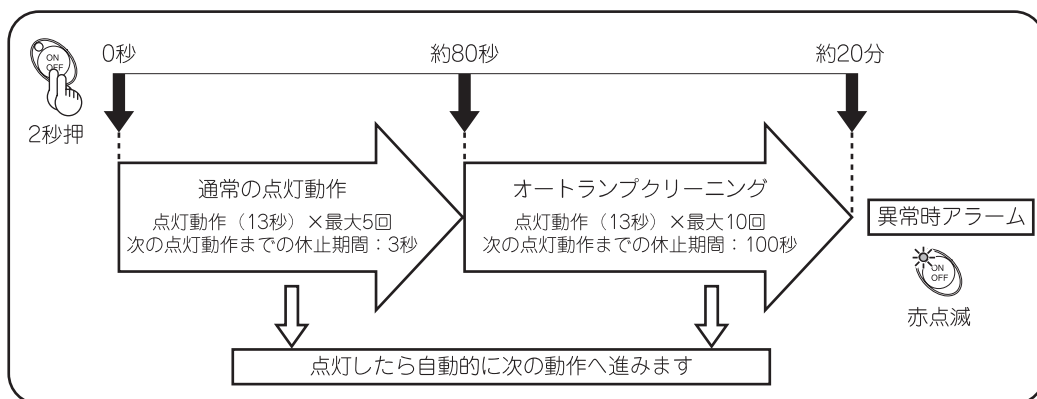 0秒
約80秒
約20分
ON
OFF
2秒押
通常の点灯動作
点灯動作（13秒）×最大5回
次の点灯動作までの休止期間：3秒
オートランプクリーニング
点灯動作（13秒）×最大10回
次の点灯動作までの休止期間：100秒
異常時アラーム
ON
OFF
赤点滅
点灯したら自動的に次の動作へ進みます